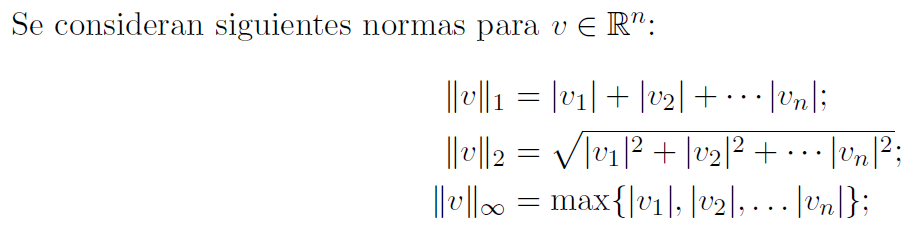 Se consideran siguientes normas para v ∈ ℝⁿ:
‖v‖₁ = |v₁| + |v₂| + ⋯ |vₙ|;
‖v‖₂ = √(|v₁|² + |v₂|² + ⋯ |vₙ|²);
‖v‖∞ = max{|v₁|, |v₂|, … |vₙ|};